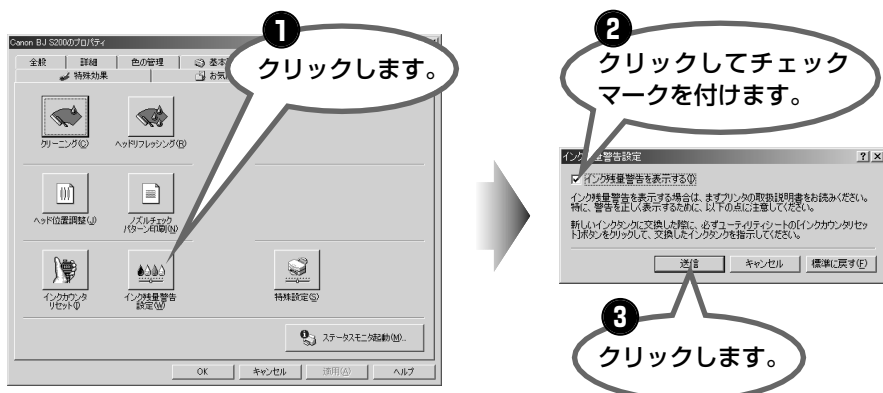 ❶
クリックします。
Canon BJ S200のプロパティ
全般
詳細
色の管理
特殊効果
クリーニング(C)
ヘッドリフレッシング(R)
ヘッド位置調整(J)
ノズルチェック
パターン印刷(N)
インクカウンタ
リセット(I)
インク残量警告
設定(W)
特殊設定(S)
ステータスモニタ起動(M)...
OK
キャンセル
適用(A)
ヘルプ
❷
クリックしてチェック
マークを付けます。
警告設定
インク残量警告を表示する(I)
インク残量警告を表示する場合は、まずプリンタの取扱説明書をお読みください。
特に、警告を正しく表示するために、以下の点に注意してください。
新しいインクタンクに交換した際に、必ずユーティリティシートの[インクカウンタリセッ
ト]ボタンをクリックして、交換したインクタンクを指示してください。
送信
キャンセル
標準に戻す(F)
❸
クリックします。